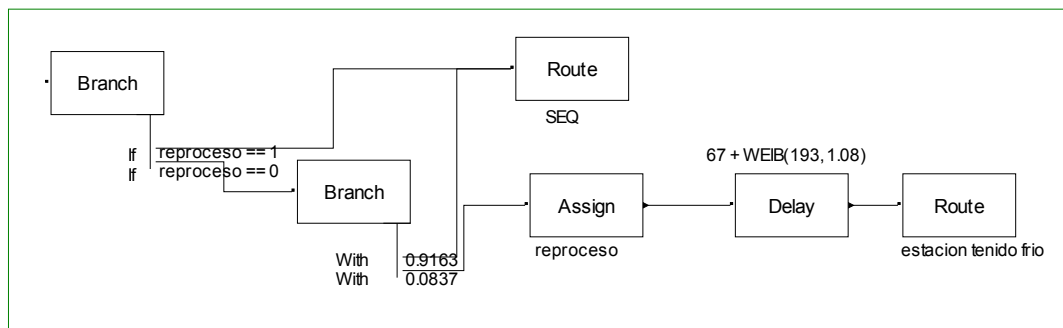 Branch
If reproceso == 1
If reproceso == 0
Route
SEQ
Branch
With 0.9163
With 0.0837
Assign
reproceso
67 + WEIB(193, 1.08)
Delay
Route
estacion tenido frio